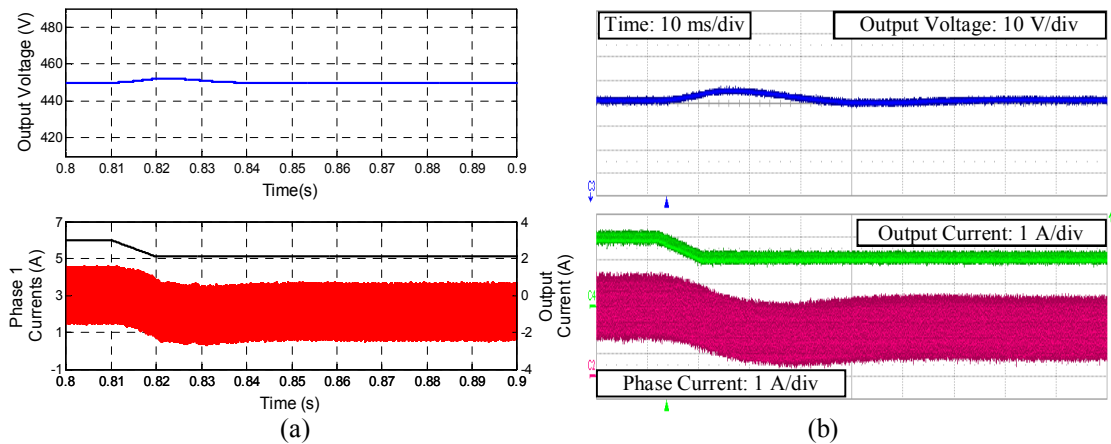 Output Voltage (V)
480
460
440
420
0.8 0.81 0.82 0.83 0.84 0.85 0.86 0.87 0.88 0.89 0.9
Time(s)
Phase 1
Currents (A)
7
5
3
1
-1
4
2
0
-2
-4
Output
Current (A)
0.8 0.81 0.82 0.83 0.84 0.85 0.86 0.87 0.88 0.89 0.9
Time (s)
(a)
Time: 10 ms/div
Output Voltage: 10 V/div
C3
Output Current: 1 A/div
C4
C3
Phase Current: 1 A/div
(b)